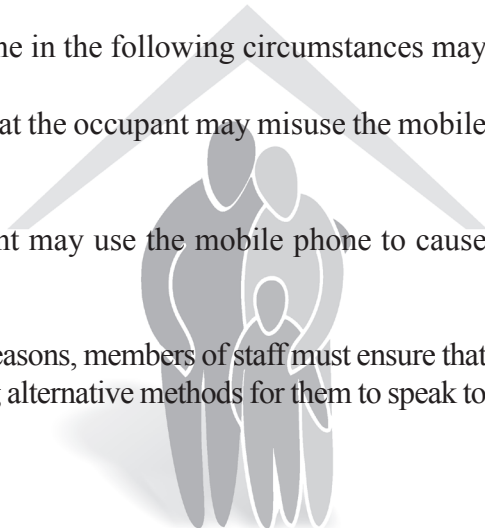 ne in the following circumstances may
at the occupant may misuse the mobile
nt may use the mobile phone to cause
easons, members of staff must ensure that
alternative methods for them to speak to